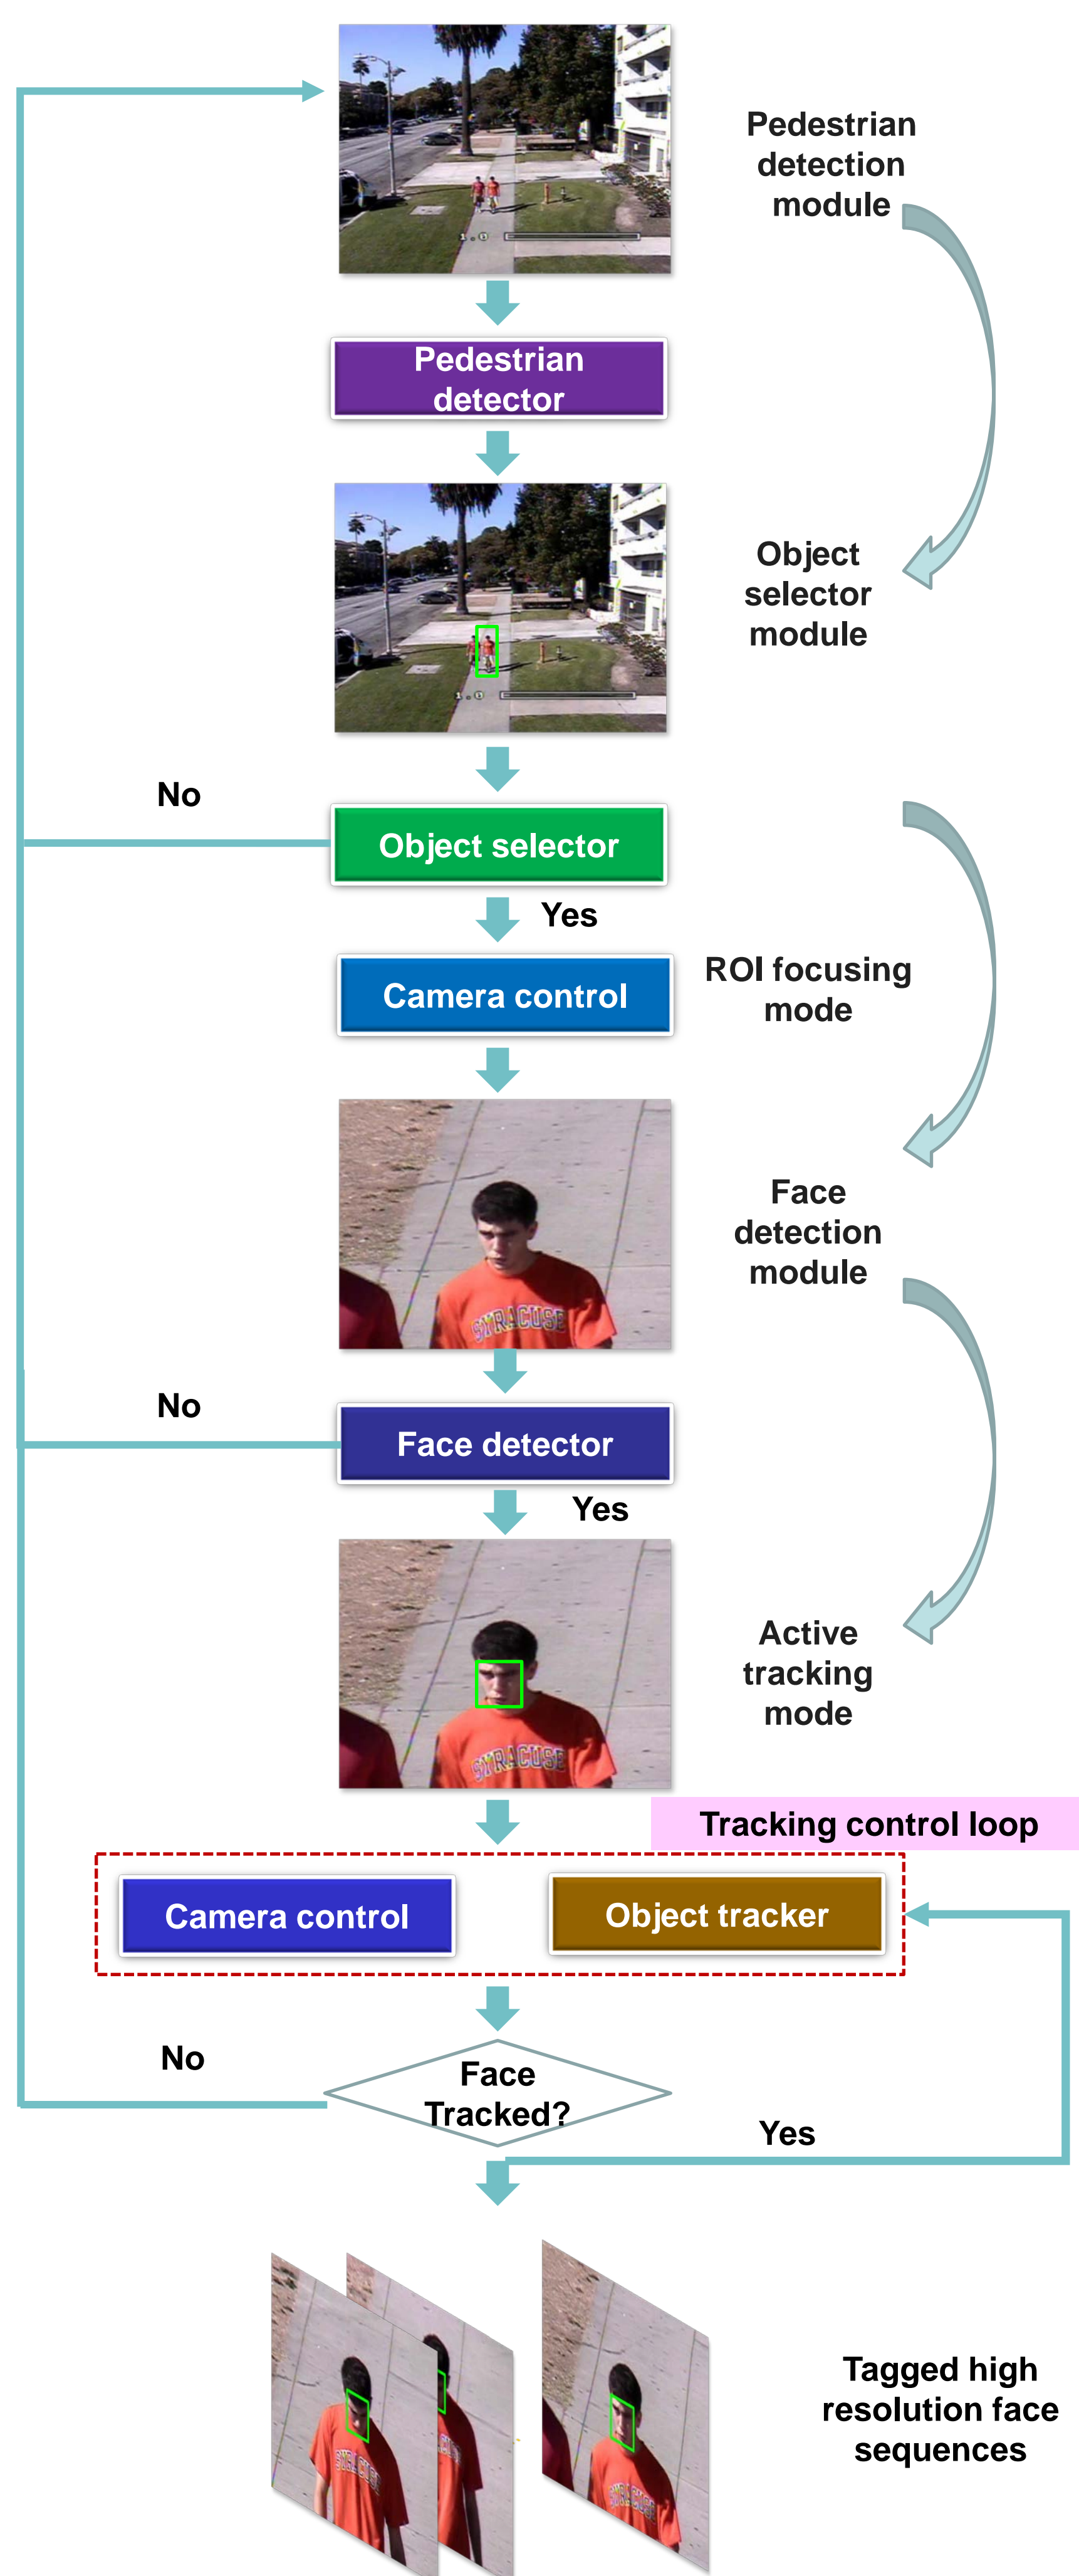 Pedestrian
detection
module
Pedestrian
detector
Object
selector
module
No
Object selector
Yes
Camera control
ROI focusing
mode
SYRACUSE
Face
detection
module
No
Face detector
Yes
SYRACUSE
Active
tracking
mode
Tracking control loop
Camera control
Object tracker
No
Face
Tracked?
Yes
Tagged high
resolution face
sequences